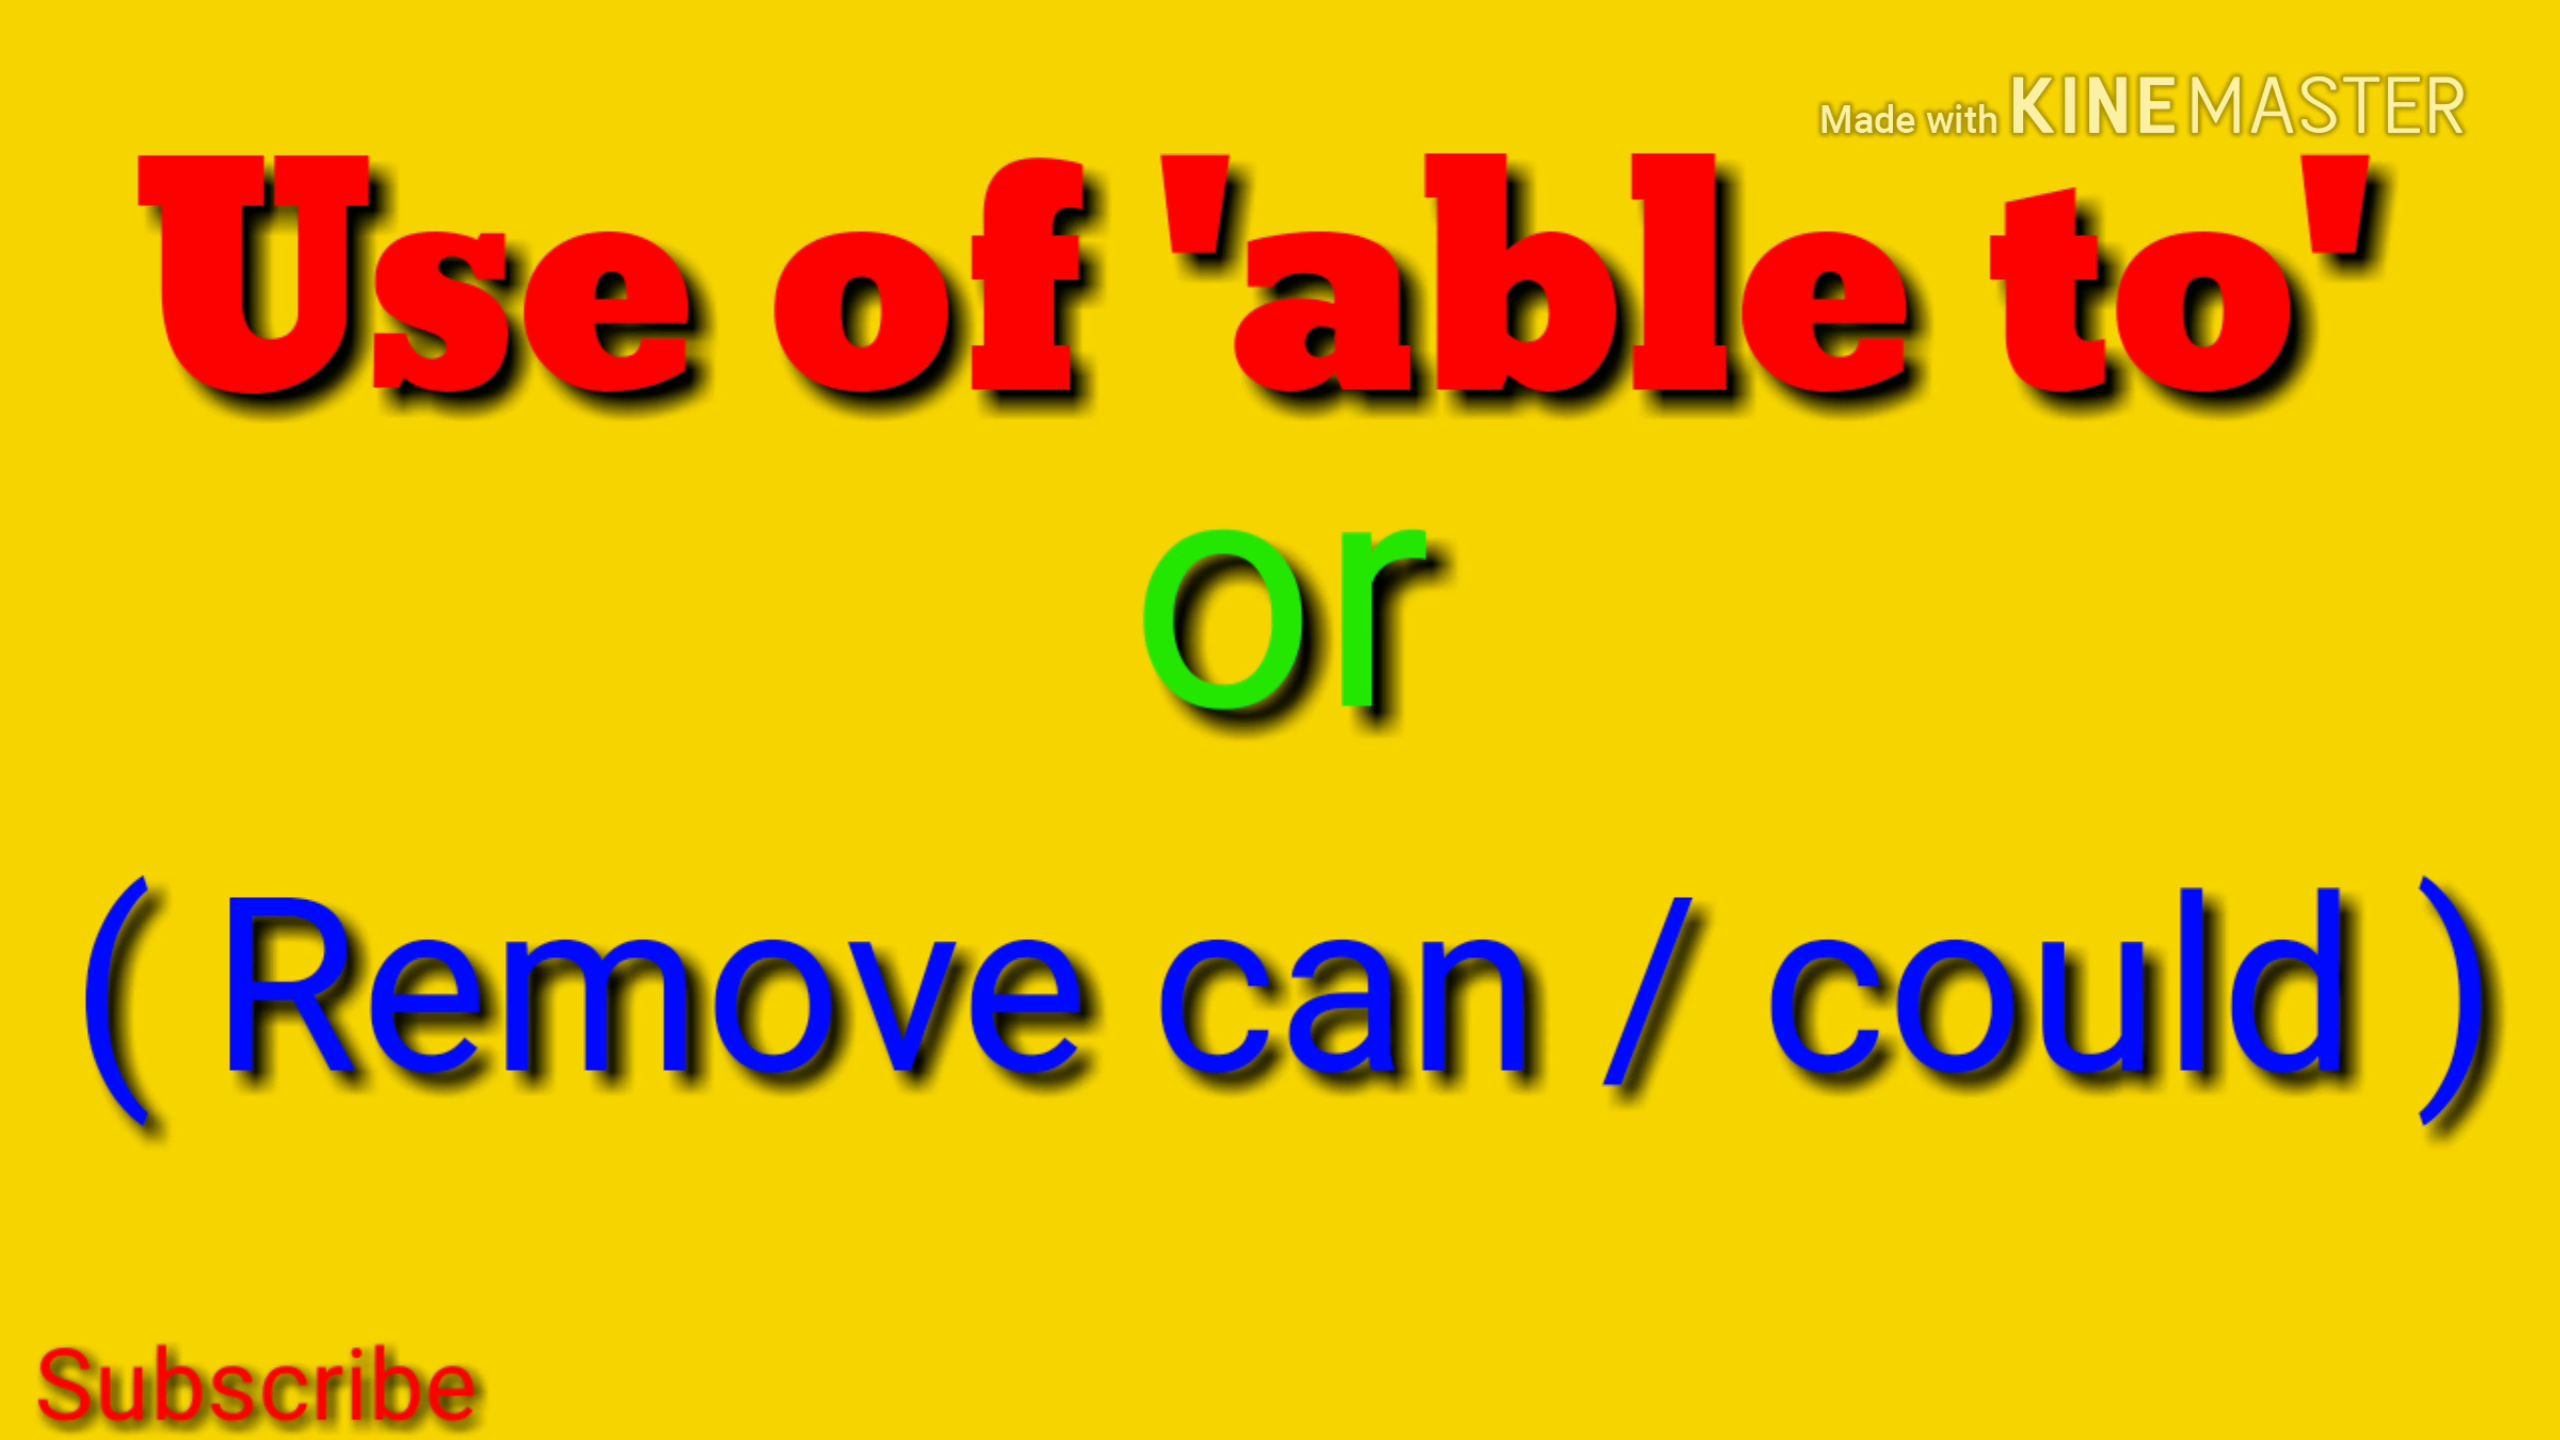 Made with KINEMASTER
Use of 'able to'
or
( Remove can / could )
Subscribe